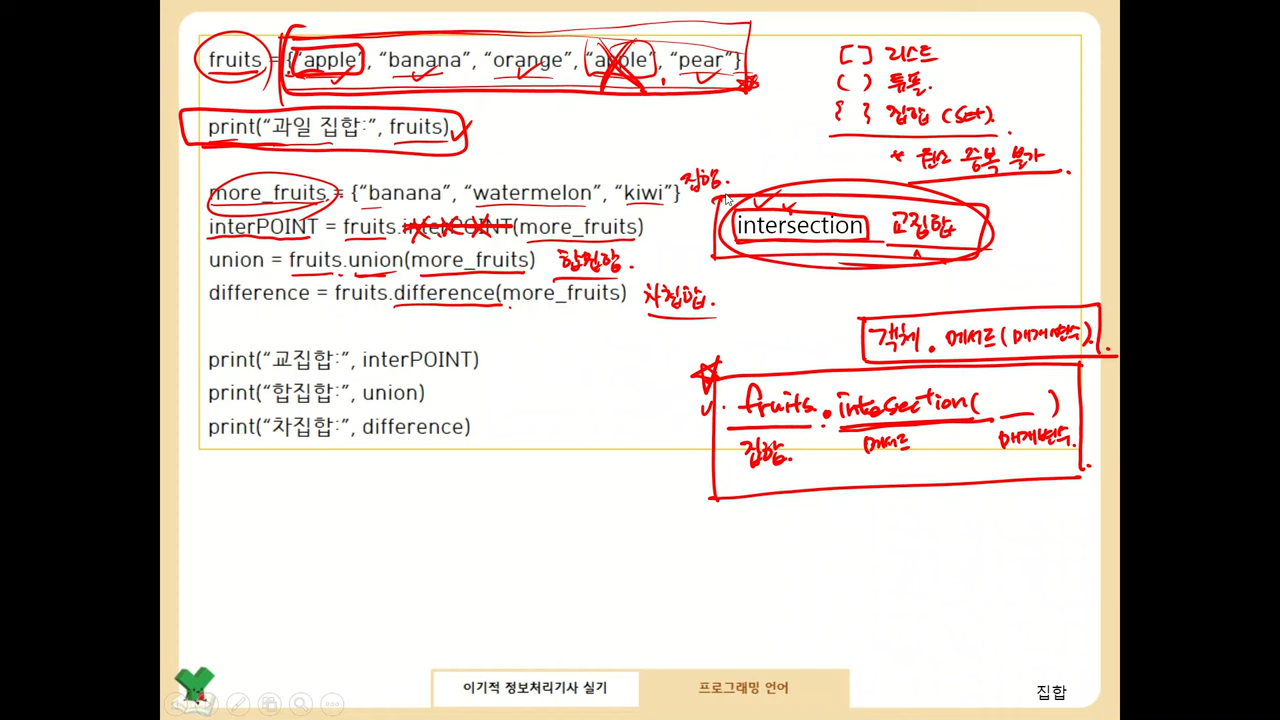 fruits = {“apple”, “banana”, “orange”, “apple”, “pear”}
[ ] 리스트
( ) 튜플.
{ } 집합 (set).
* 원소 중복 불가
print(“과일 집합:”, fruits)
집합.
more_fruits = {“banana”, “watermelon”, “kiwi”}
interPOINT = fruits.interPOINT(more_fruits)
intersection 교집합
union = fruits.union(more_fruits) 합집합.
difference = fruits.difference(more_fruits) 차집합.
객체 . 메서드(매개변수).
print(“교집합:”, interPOINT)
print(“합집합:”, union)
print(“차집합:”, difference)
fruits . intersection( )
집합. 메서드 매개변수.
이기적 정보처리기사 실기
프로그래밍 언어
집합